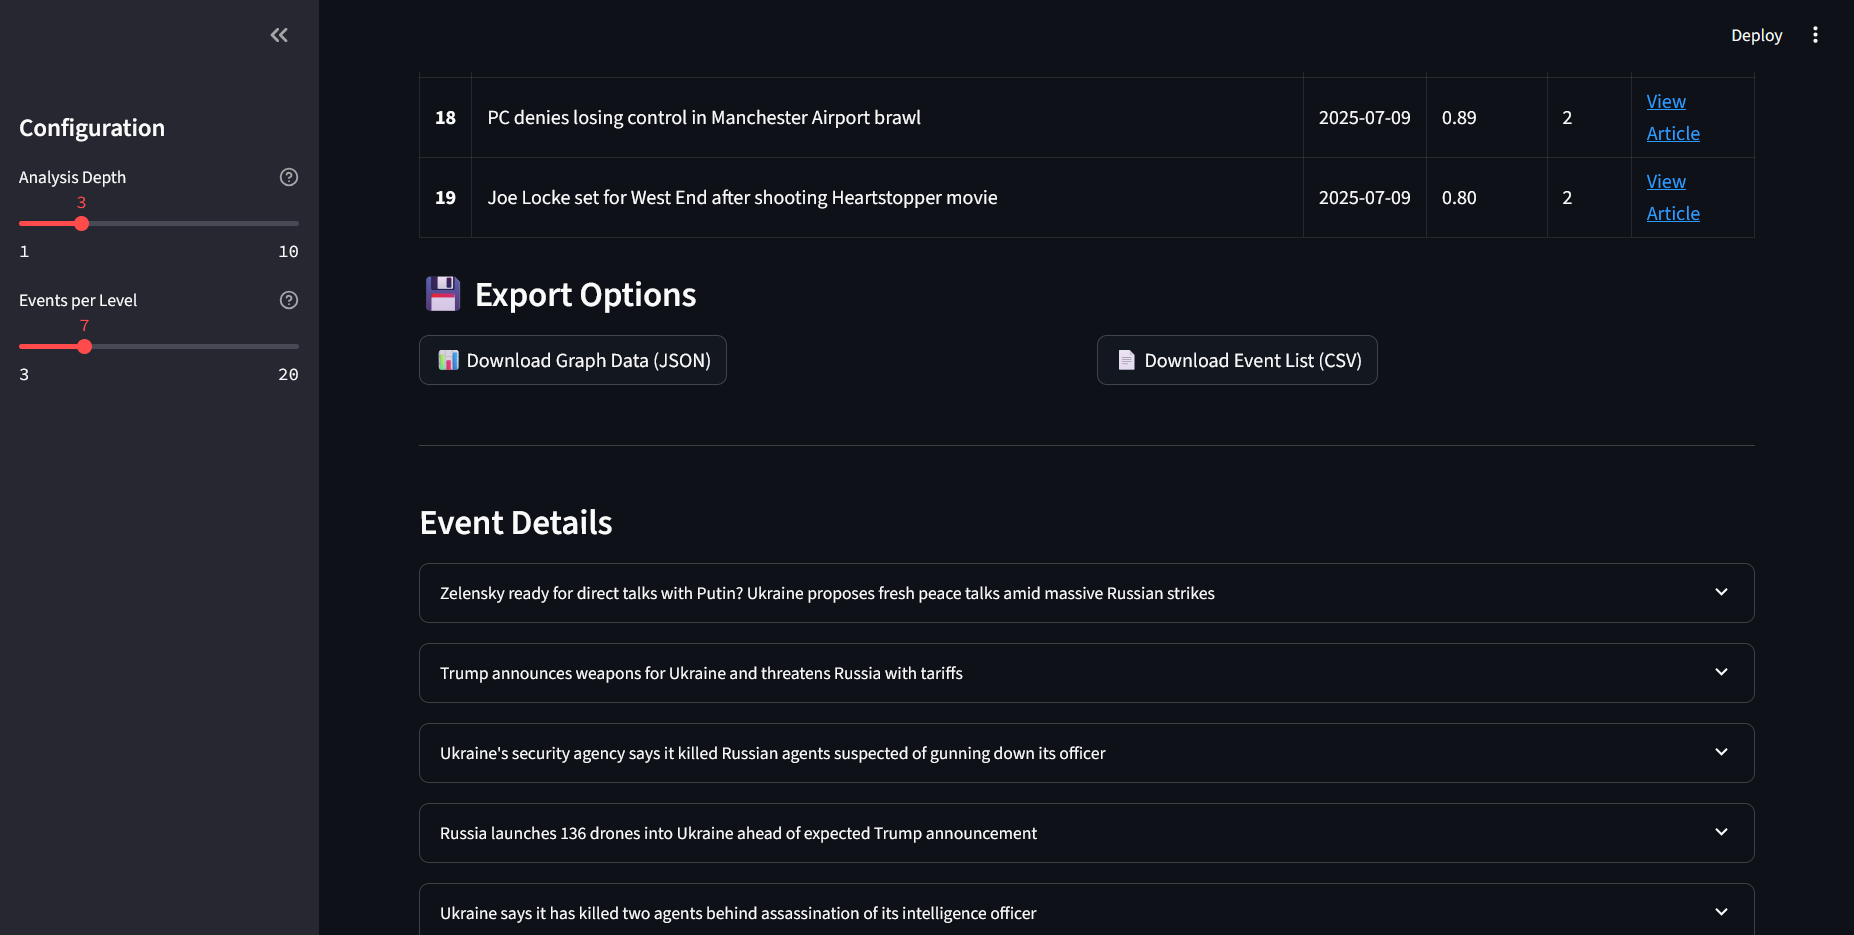 Deploy
Configuration
Analysis Depth
3
1
10
Events per Level
7
3
20
18
PC denies losing control in Manchester Airport brawl
2025-07-09
0.89
2
View
Article
19
Joe Locke set for West End after shooting Heartstopper movie
2025-07-09
0.80
2
View
Article
Export Options
Download Graph Data (JSON)
Download Event List (CSV)
Event Details
Zelensky ready for direct talks with Putin? Ukraine proposes fresh peace talks amid massive Russian strikes
Trump announces weapons for Ukraine and threatens Russia with tariffs
Ukraine's security agency says it killed Russian agents suspected of gunning down its officer
Russia launches 136 drones into Ukraine ahead of expected Trump announcement
Ukraine says it has killed two agents behind assassination of its intelligence officer